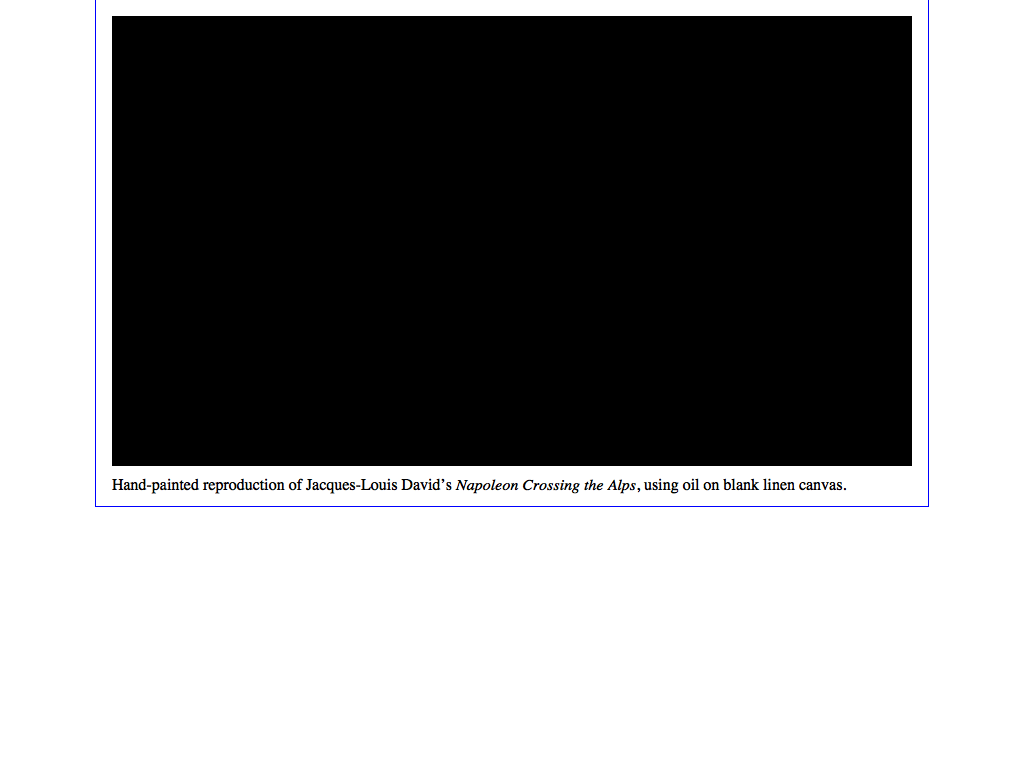 Hand-painted reproduction of Jacques-Louis David’s Napoleon Crossing the Alps, using oil on blank linen canvas.